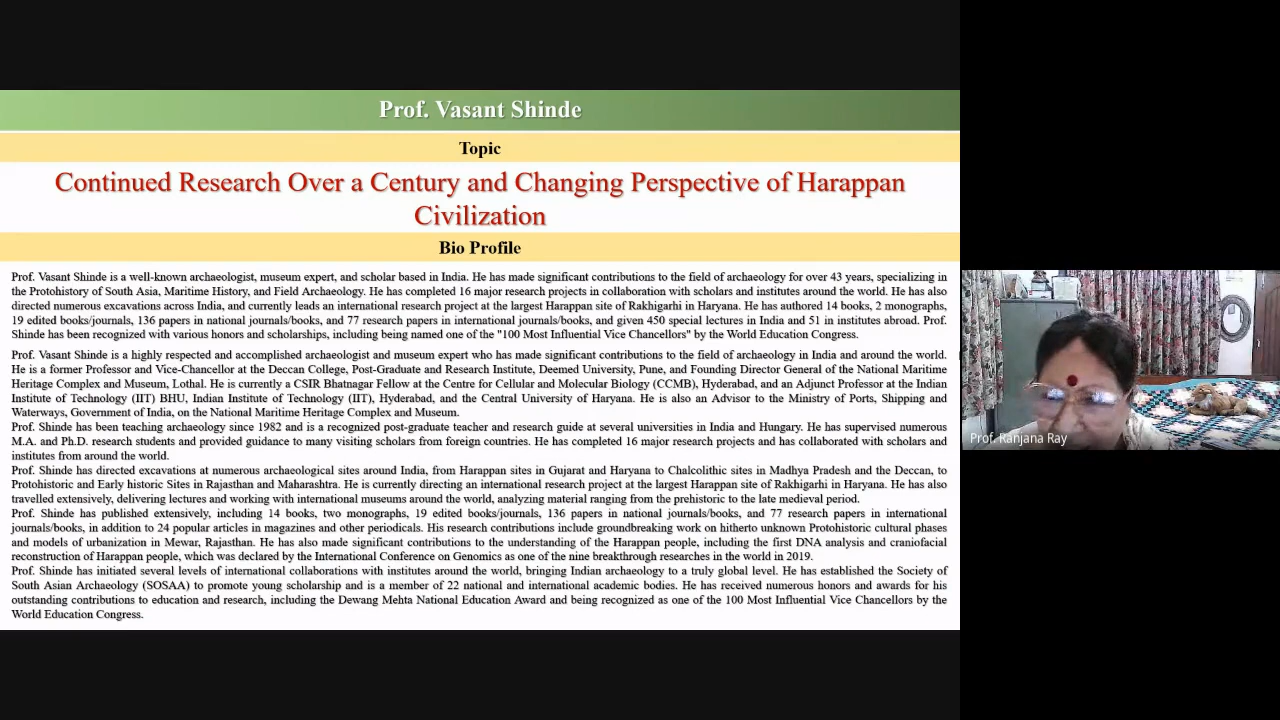 Prof. Vasant Shinde
Topic
Continued Research Over a Century and Changing Perspective of Harappan
Civilization
Bio Profile
Prof. Vasant Shinde is a well-known archaeologist, museum expert, and scholar based in India. He has made significant contributions to the field of archaeology for over 43 years, specializing in
the Protohistory of South Asia, Maritime History, and Field Archaeology. He has completed 16 major research projects in collaboration with scholars and institutes around the world. He has also
directed numerous excavations across India, and currently leads an international research project at the largest Harappan site of Rakhigarhi in Haryana. He has authored 14 books, 2 monographs,
19 edited books/journals, 136 papers in national journals/books, and 77 research papers in international journals/books, and given 450 special lectures in India and 51 in institutes abroad. Prof.
Shinde has been recognized with various honors and scholarships, including being named one of the "100 Most Influential Vice Chancellors" by the World Education Congress.
Prof. Vasant Shinde is a highly respected and accomplished archaeologist and museum expert who has made significant contributions to the field of archaeology in India and around the world.
He is a former Professor and Vice-Chancellor at the Deccan College, Post-Graduate and Research Institute, Deemed University, Pune, and Founding Director General of the National Maritime
Heritage Complex and Museum, Lothal. He is currently a CSIR Bhatnagar Fellow at the Centre for Cellular and Molecular Biology (CCMB), Hyderabad, and an Adjunct Professor at the Indian
Institute of Technology (IIT) BHU, Indian Institute of Technology (IIT), Hyderabad, and the Central University of Haryana. He is also an Advisor to the Ministry of Ports, Shipping and
Waterways, Government of India, on the National Maritime Heritage Complex and Museum.
Prof. Shinde has been teaching archaeology since 1982 and is a recognized post-graduate teacher and research guide at several universities in India and Hungary. He has supervised numerous
M.A. and Ph.D. research students and provided guidance to many visiting scholars from foreign countries. He has completed 16 major research projects and has collaborated with scholars and
institutes from around the world.
Prof. Shinde has directed excavations at numerous archaeological sites around India, from Harappan sites in Gujarat and Haryana to Chalcolithic sites in Madhya Pradesh and the Deccan, to
Protohistoric and Early historic Sites in Rajasthan and Maharashtra. He is currently directing an international research project at the largest Harappan site of Rakhigarhi in Haryana. He has also
travelled extensively, delivering lectures and working with international museums around the world, analyzing material ranging from the prehistoric to the late medieval period.
Prof. Shinde has published extensively, including 14 books, two monographs, 19 edited books/journals, 136 papers in national journals/books, and 77 research papers in international
journals/books, in addition to 24 popular articles in magazines and other periodicals. His research contributions include groundbreaking work on hitherto unknown Protohistoric cultural phases
and models of urbanization in Mewar, Rajasthan. He has also made significant contributions to the understanding of the Harappan people, including the first DNA analysis and craniofacial
reconstruction of Harappan people, which was declared by the International Conference on Genomics as one of the nine breakthrough researches in the world in 2019.
Prof. Shinde has initiated several levels of international collaborations with institutes around the world, bringing Indian archaeology to a truly global level. He has established the Society of
South Asian Archaeology (SOSAA) to promote young scholarship and is a member of 22 national and international academic bodies. He has received numerous honors and awards for his
outstanding contributions to education and research, including the Dewang Mehta National Education Award and being recognized as one of the 100 Most Influential Vice Chancellors by the
World Education Congress.
Prof. Ranjana Ray